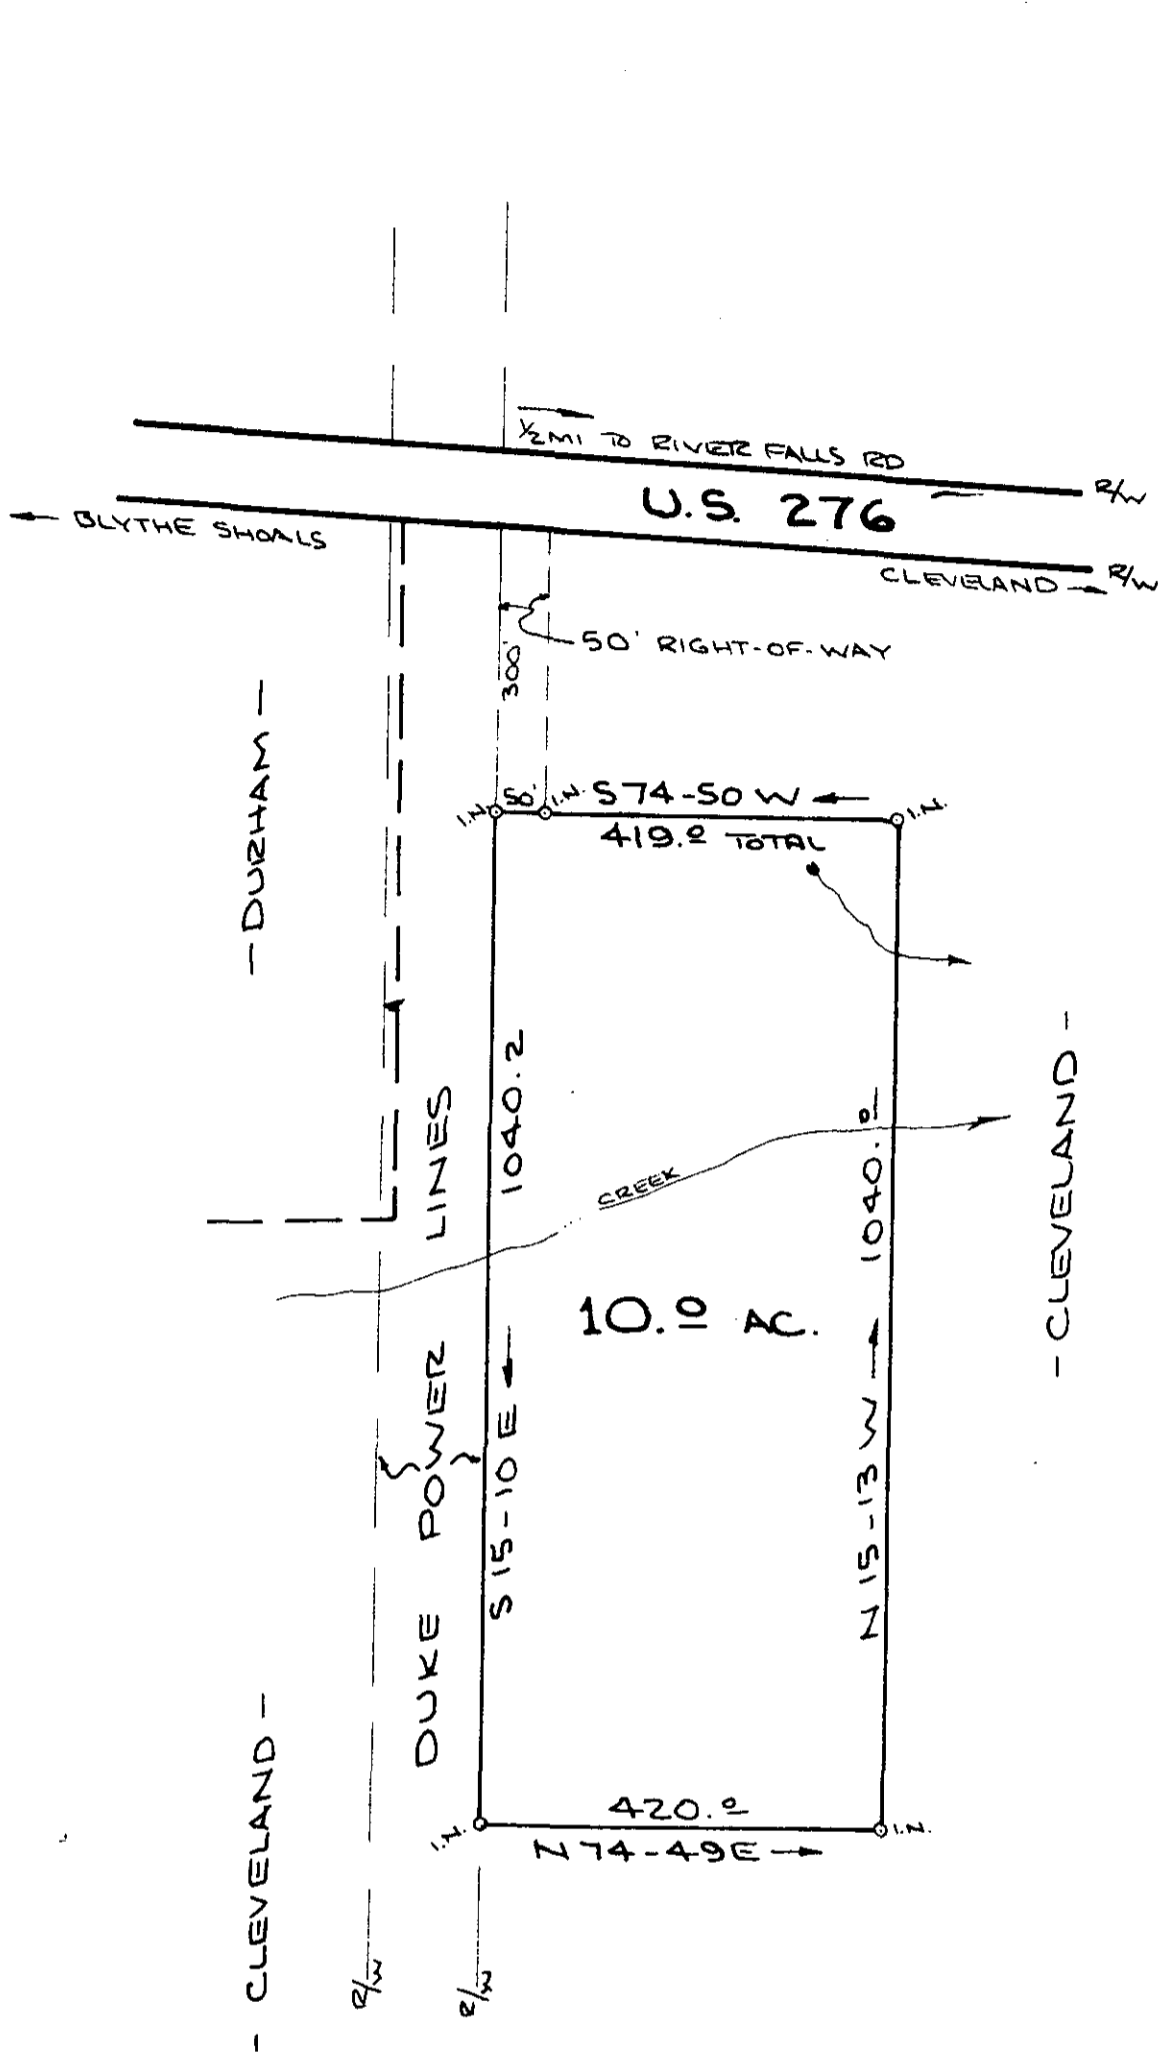 ½ MI TO RIVER FALLS RD
R/W
U.S. 276
← BLYTHE SHOALS
CLEVELAND →
R/W
300'
50' RIGHT-OF-WAY
- DURHAM -
I.N.
50'
I.N.
S 74-50 W ←
I.N.
419.0 TOTAL
1040.2
S 15-10 E ←
DUKE POWER LINES
CREEK
10.0 AC.
N 15-13 W → 1040.0
- CLEVELAND -
- CLEVELAND -
I.N.
420.0
I.N.
N 74-49 E →
R/W
R/W